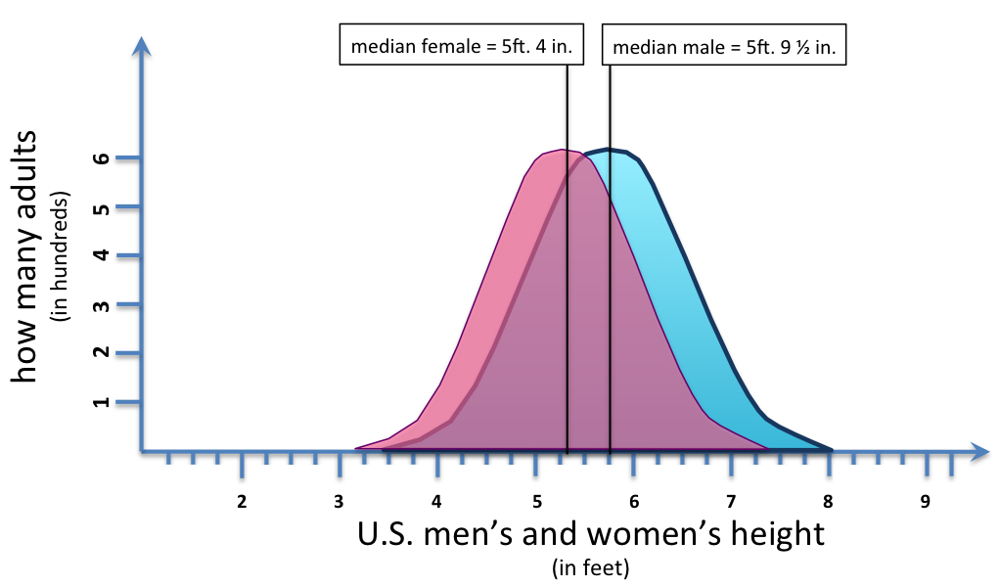 median female = 5ft. 4 in.
median male = 5ft. 9 ½ in.
how many adults
(in hundreds)
6
5
4
3
2
1
2 3 4 5 6 7 8 9
U.S. men’s and women’s height
(in feet)